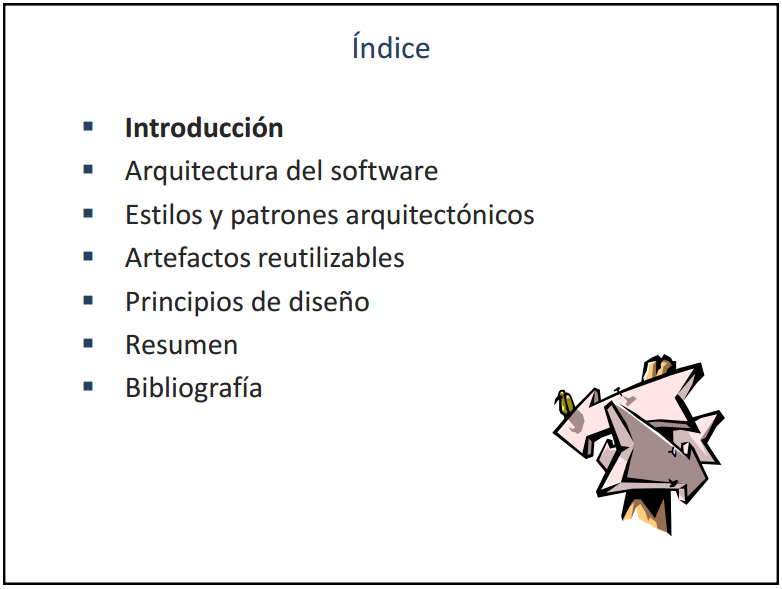 Índice
Introducción
Arquitectura del software
Estilos y patrones arquitectónicos
Artefactos reutilizables
Principios de diseño
Resumen
Bibliografía